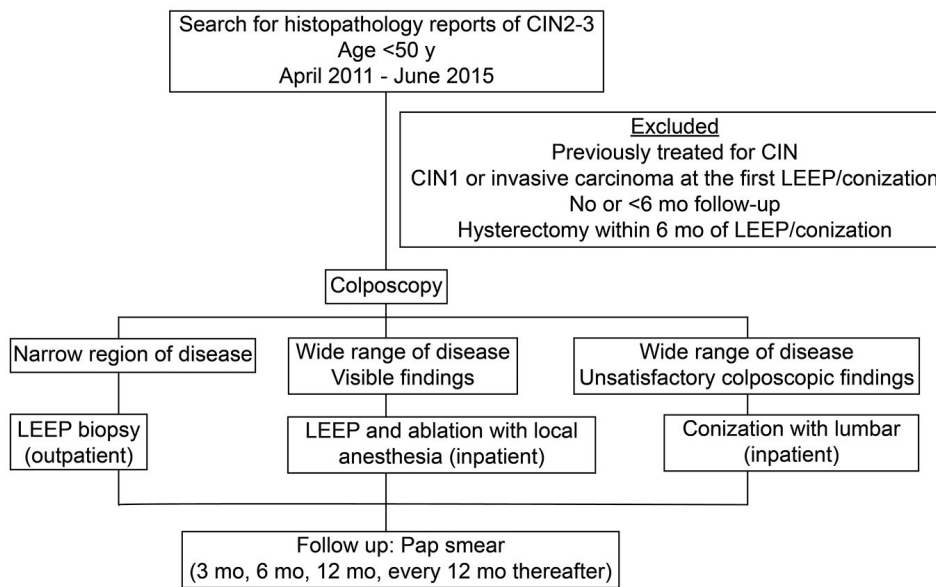 Search for histopathology reports of CIN2-3
Age <50 y
April 2011 - June 2015
Excluded
Previously treated for CIN
CIN1 or invasive carcinoma at the first LEEP/conization
No or <6 mo follow-up
Hysterectomy within 6 mo of LEEP/conization
Colposcopy
Narrow region of disease
Wide range of disease
Visible findings
Wide range of disease
Unsatisfactory colposcopic findings
LEEP biopsy
(outpatient)
LEEP and ablation with local
anesthesia (inpatient)
Conization with lumbar
(inpatient)
Follow up: Pap smear
(3 mo, 6 mo, 12 mo, every 12 mo thereafter)